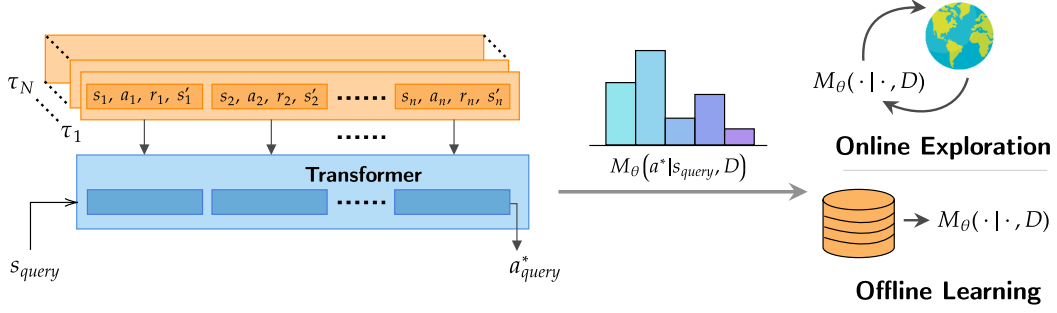 τ_N
τ_1
s_1, a_1, r_1, s'_1
s_2, a_2, r_2, s'_2
......
s_n, a_n, r_n, s'_n
......
Transformer
......
s_query
a*_query
M_θ(a*|s_query, D)
M_θ(·|·, D)
Online Exploration
M_θ(·|·, D)
Offline Learning